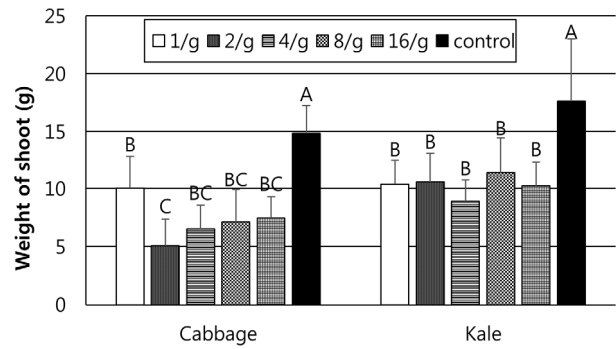 25
1/g 2/g 4/g 8/g 16/g control
20
15
10
5
0
Weight of shoot (g)
B C BC BC BC A
B B B B B A
Cabbage Kale